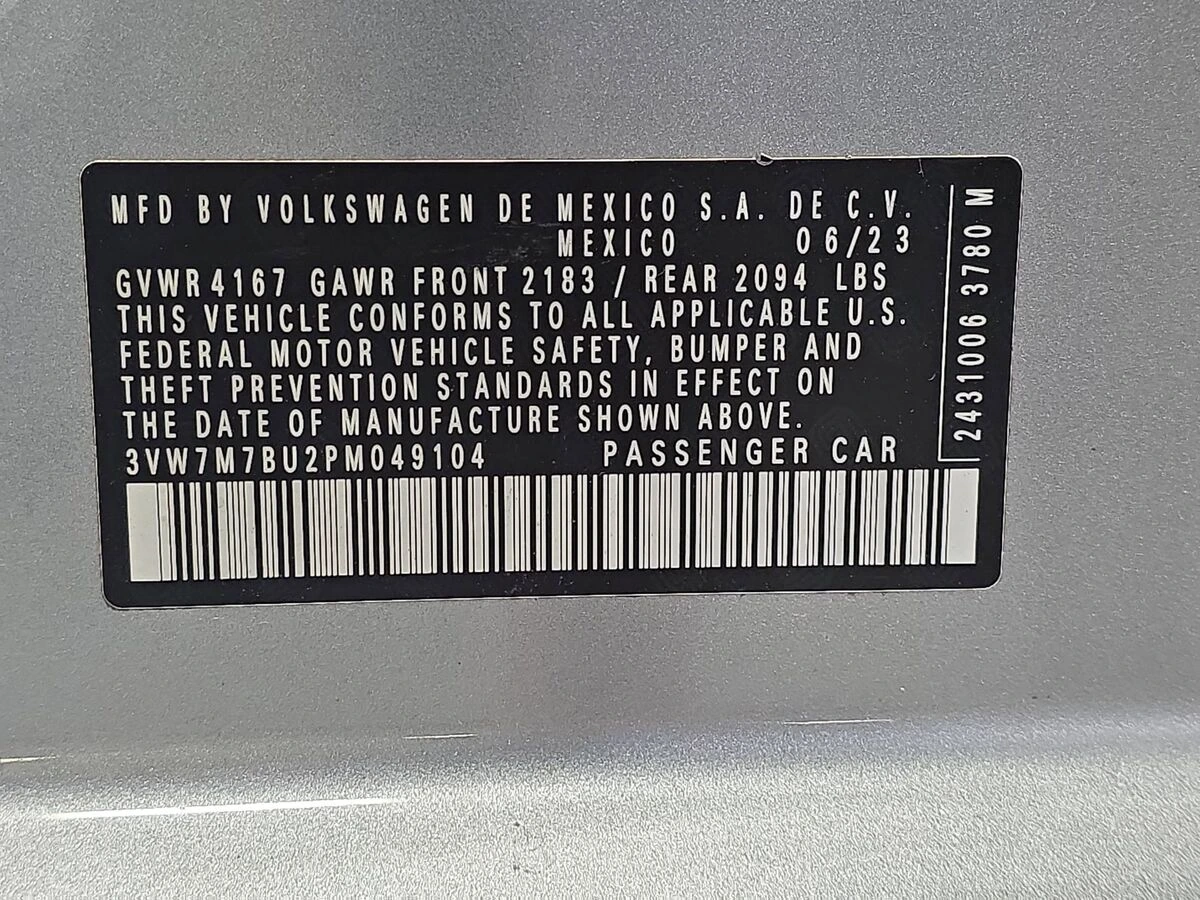 MFD BY VOLKSWAGEN DE MEXICO S.A. DE C.V.
MEXICO 06/23
GVWR 4167 GAWR FRONT 2183 / REAR 2094 LBS
THIS VEHICLE CONFORMS TO ALL APPLICABLE U.S.
FEDERAL MOTOR VEHICLE SAFETY, BUMPER AND
THEFT PREVENTION STANDARDS IN EFFECT ON
THE DATE OF MANUFACTURE SHOWN ABOVE.
3VW7M7BU2PM049104 PASSENGER CAR
2431006 3780 M